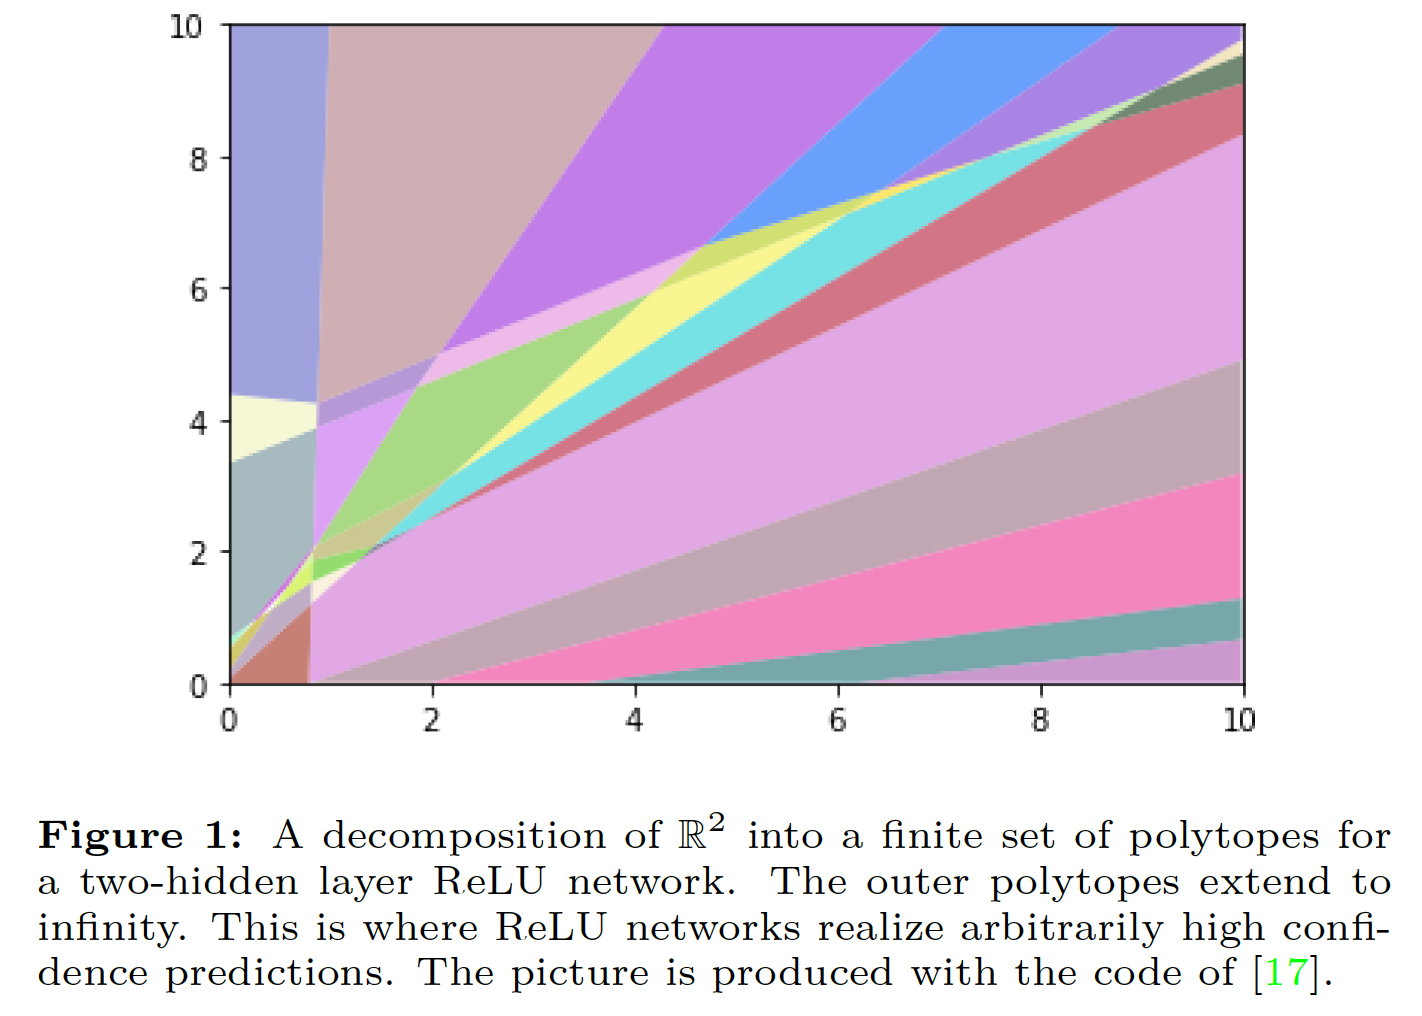 10
8
6
4
2
0
0 2 4 6 8 10
Figure 1: A decomposition of ℝ² into a finite set of polytopes for
a two-hidden layer ReLU network. The outer polytopes extend to
infinity. This is where ReLU networks realize arbitrarily high confi-
dence predictions. The picture is produced with the code of [17].